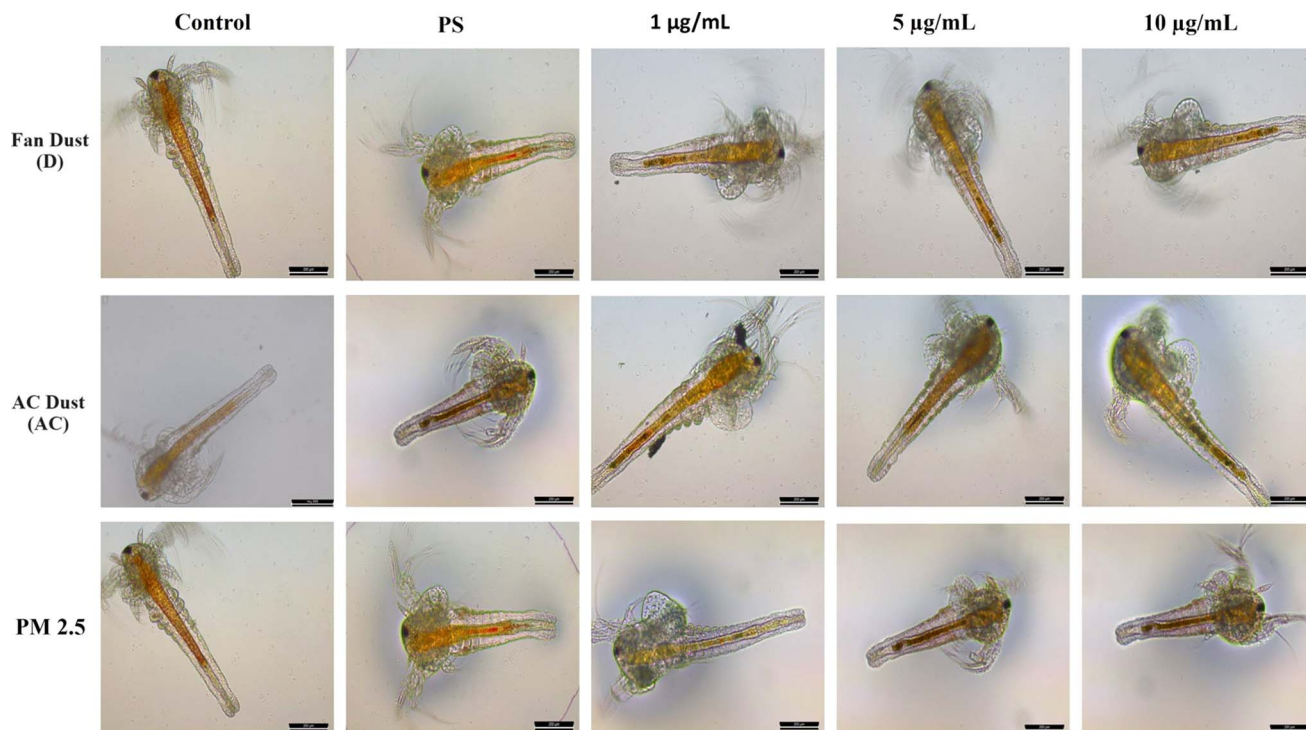 Control PS 1 µg/mL 5 µg/mL 10 µg/mL
Fan Dust
(D)
AC Dust
(AC)
PM 2.5